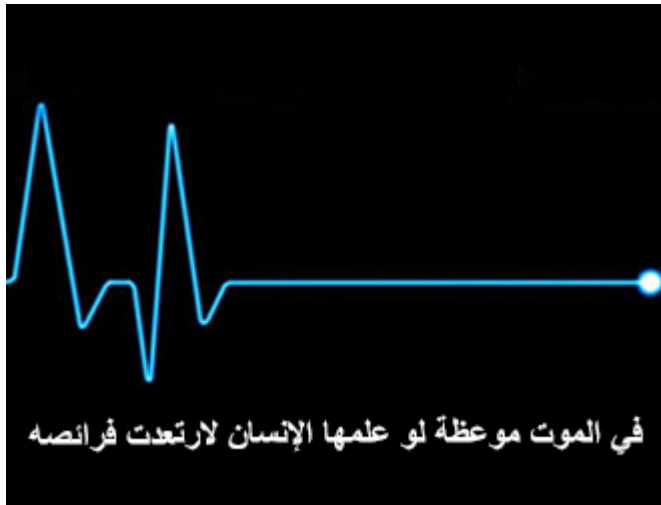 في الموت موعظة لو علمها الإنسان لارتعدت فرائصه